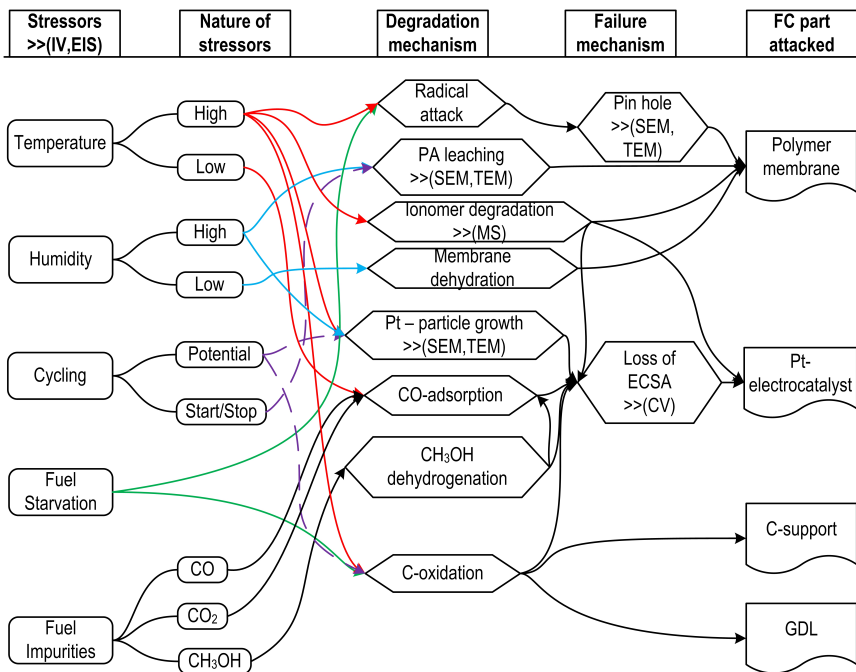 Stressors
>>(IV,EIS)
Nature of
stressors
Degradation
mechanism
Failure
mechanism
FC part
attacked
Temperature
High
Low
Humidity
High
Low
Cycling
Potential
Start/Stop
Fuel
Starvation
Fuel
Impurities
CO
CO₂
CH₃OH
Radical
attack
PA leaching
>>(SEM,TEM)
Ionomer degradation
>>(MS)
Membrane
dehydration
Pt – particle growth
>>(SEM,TEM)
CO-adsorption
CH₃OH
dehydrogenation
C-oxidation
Pin hole
>>(SEM,
TEM)
Loss of
ECSA
>>(CV)
Polymer
membrane
Pt-
electrocatalyst
C-support
GDL